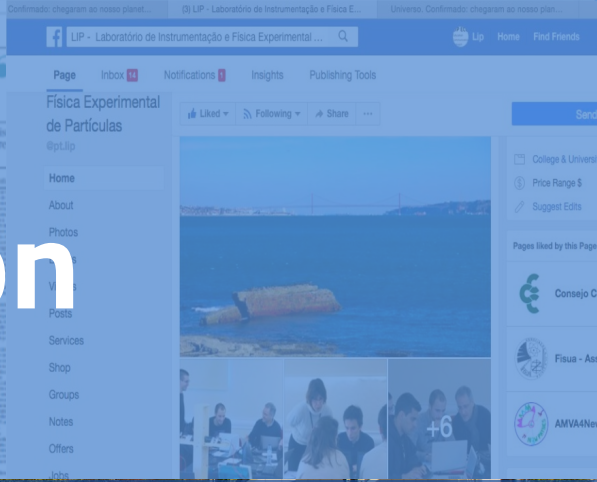 Confirmado: chegaram ao nosso planet...
(3) LIP - Laboratório de Instrumentação e Física E...
Universo. Confirmado: chegaram ao nosso plan...
LIP - Laboratório de Instrumentação e Física Experimental ...
Lip Home Find Friends
Page Inbox 14 Notifications 1 Insights Publishing Tools
Física Experimental
de Partículas
@pt.lip
Liked Following Share ...
Send
Home
About
Photos
on
Posts
Services
Shop
Groups
Notes
Offers
Jobs
College & Universi
Price Range $
Suggest Edits
Pages liked by this Page
Consejo C
Fisua - Ass
AMVA4New
+6